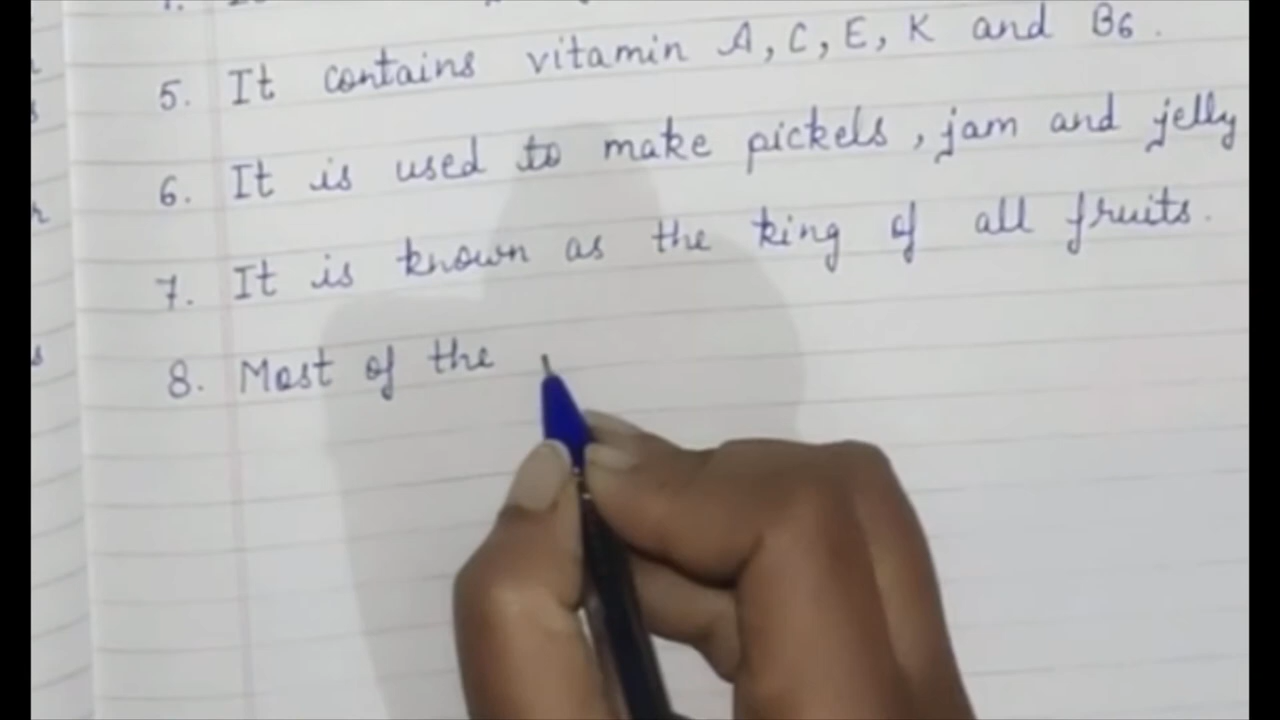 5. It contains vitamin A, C, E, K and B6.
6. It is used to make pickels, jam and jelly
7. It is known as the king of all fruits.
8. Most of the